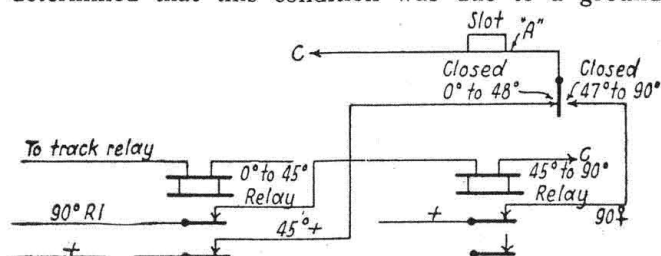 determined that this condition was due to a ground
Slot "A"
C
Closed Closed
0° to 48° 47° to 90°
To track relay
0° to 45° 45° to 90° C
Relay Relay
90° RI + 90°+
45°+
+